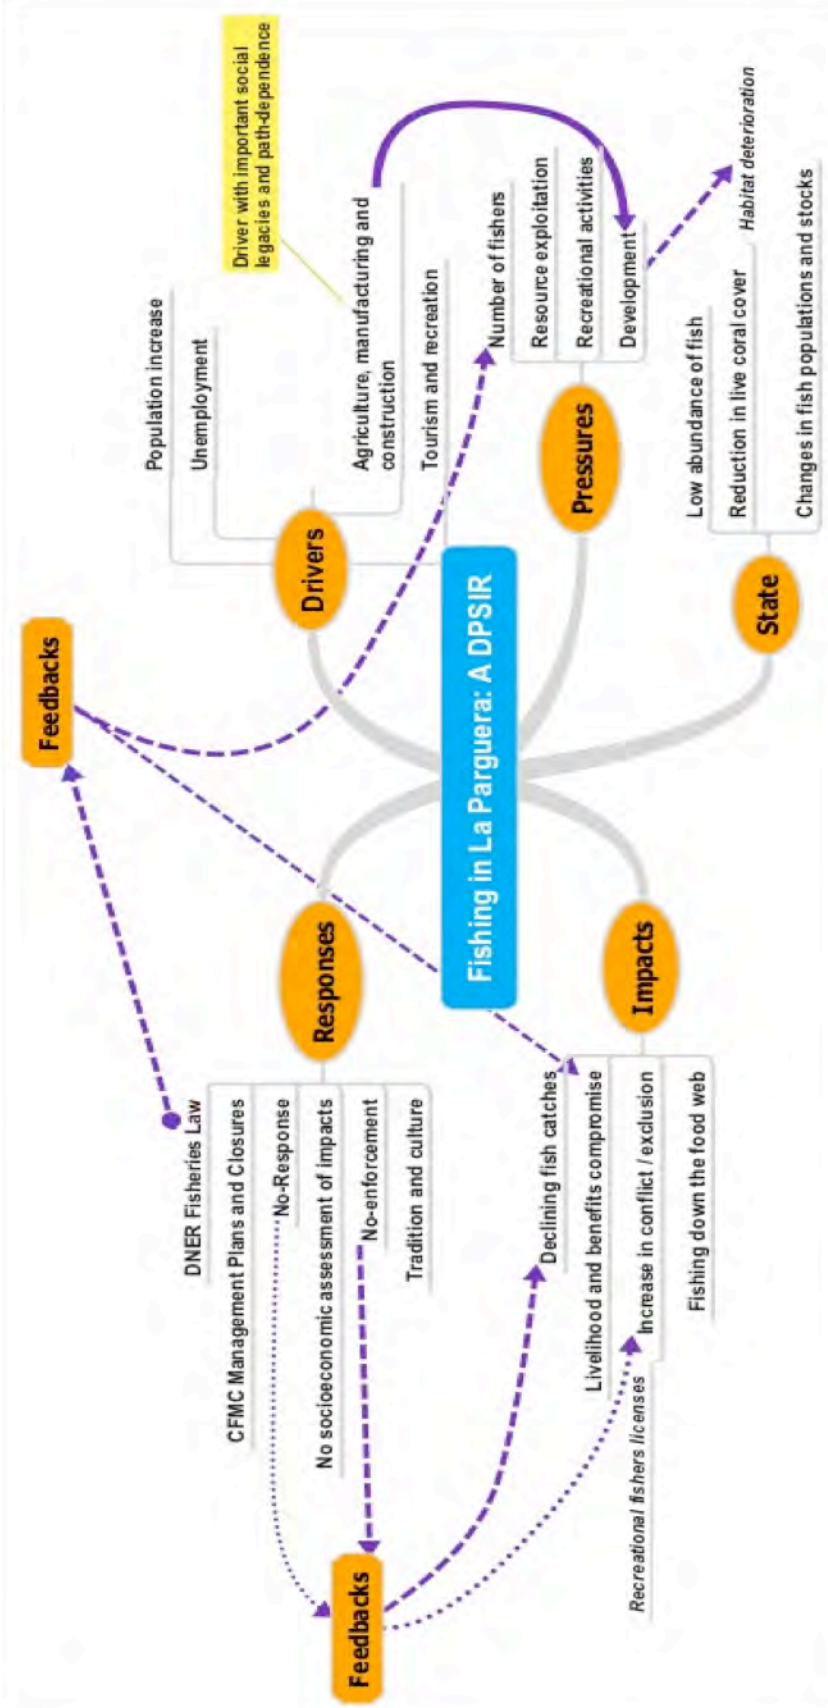 Feedbacks
DNER Fisheries Law
CFMC Management Plans and Closures
No-Response
No socioeconomic assessment of impacts
No-enforcement
Tradition and culture
Responses
Feedbacks
Population increase
Unemployment
Driver with important social
legacies and path-dependence
Agriculture, manufacturing and
construction
Tourism and recreation
Drivers
Fishing in La Parguera: A DPSIR
Number of fishers
Resource exploitation
Recreational activities
Development
Pressures
Declining fish catches
Livelihood and benefits compromise
Increase in conflict / exclusion
Recreational fishers licenses
Fishing down the food web
Impacts
Low abundance of fish
Reduction in live coral cover
Habitat deterioration
Changes in fish populations and stocks
State